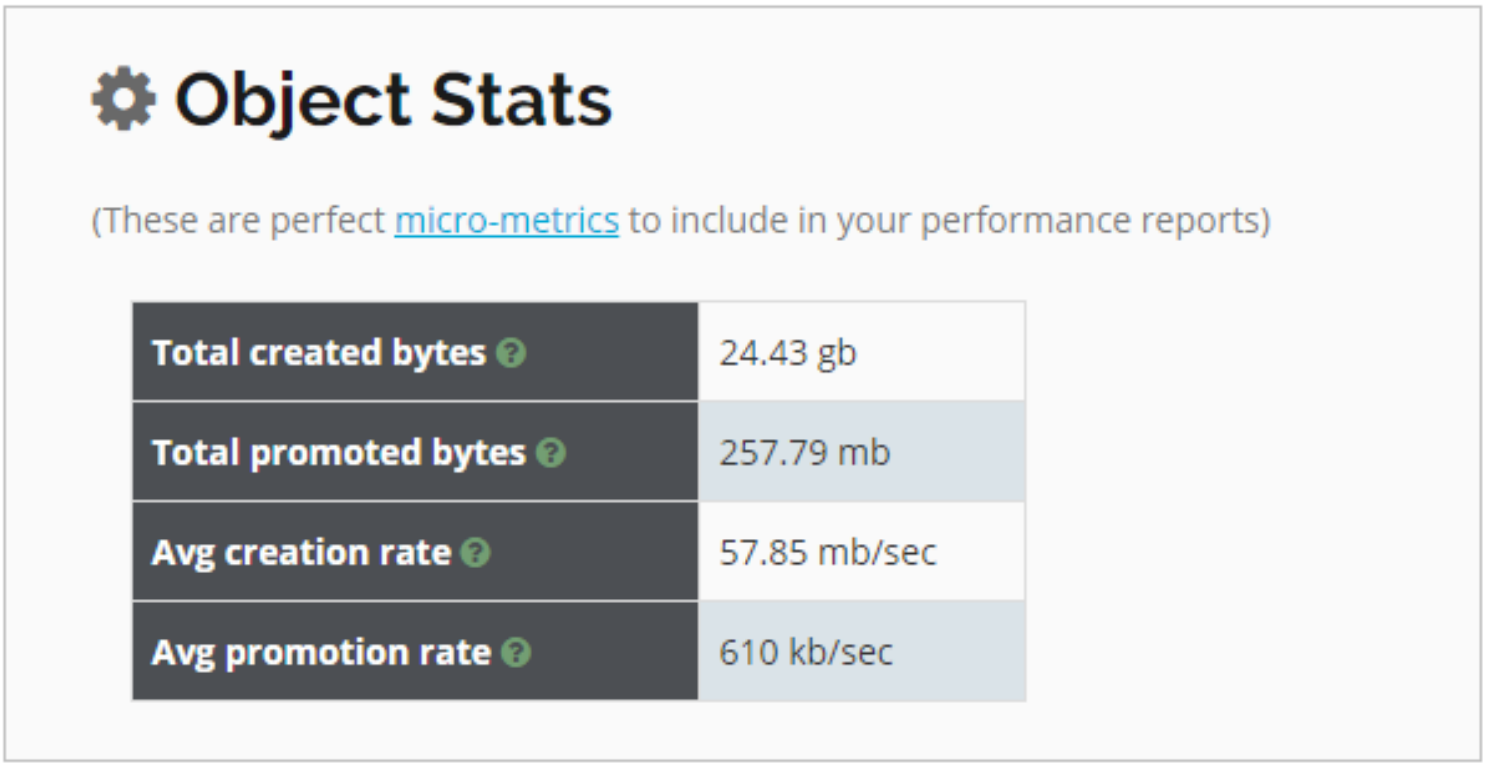 Object Stats
(These are perfect micro-metrics to include in your performance reports)
Total created bytes ? 24.43 gb
Total promoted bytes ? 257.79 mb
Avg creation rate ? 57.85 mb/sec
Avg promotion rate ? 610 kb/sec